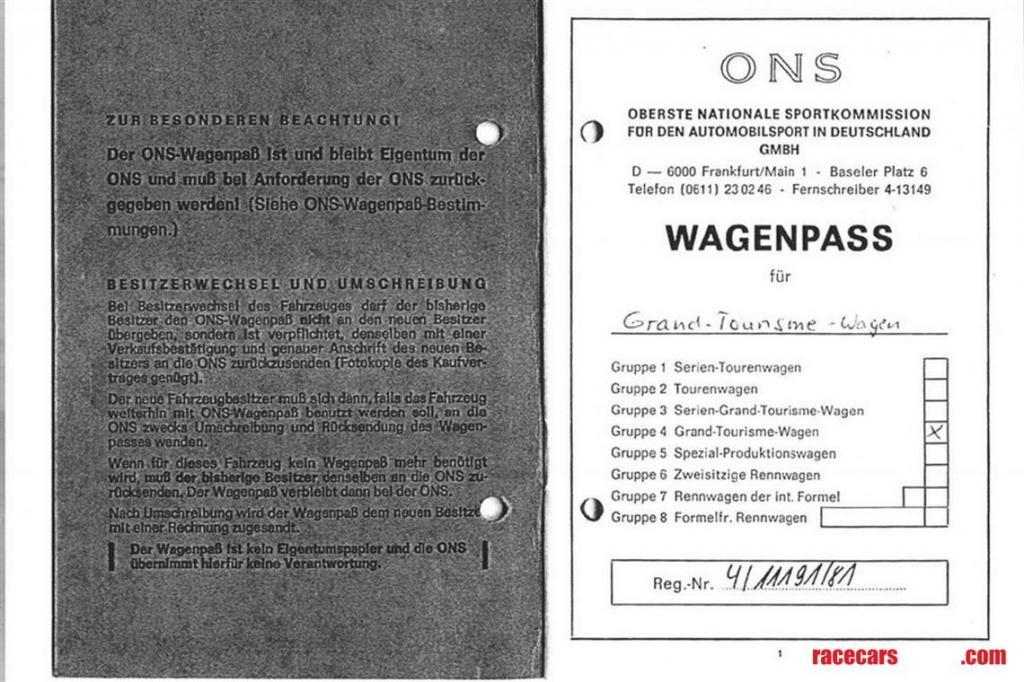 ZUR BESONDEREN BEACHTUNG!
Der ONS-Wagenpaß ist und bleibt Eigentum der
ONS und muß bei Anforderung der ONS zurück-
gegeben werden! (Siehe ONS-Wagenpaß-Bestim-
mungen.)
BESITZERWECHSEL UND UMSCHREIBUNG
Bei Besitzerwechsel des Fahrzeuges darf der bisherige
Besitzer den ONS-Wagenpaß nicht an den neuen Besitzer
übergeben, sondern ist verpflichtet, denselben mit einer
Verkaufsbestätigung und genauer Anschrift des neuen Be-
sitzers an die ONS zurückzusenden (Fotokopie des Kaufver-
trages genügt).
Der neue Fahrzeugbesitzer muß sich dann, falls das Fahrzeug
weiterhin mit ONS-Wagenpaß benutzt werden soll, an die
ONS zwecks Umschreibung und Rücksendung des Wagen-
passes wenden.
Wenn für dieses Fahrzeug kein Wagenpaß mehr benötigt
wird, muß der bisherige Besitzer denselben an die ONS zu-
rücksenden. Der Wagenpaß verbleibt dann bei der ONS.
Nach Umschreibung wird der Wagenpaß dem neuen Besitze
mit einer Rechnung zugesandt.
Der Wagenpaß ist kein Eigentumspapier und die ONS
übernimmt hierfür keine Verantwortung.
ONS
OBERSTE NATIONALE SPORTKOMMISSION
FÜR DEN AUTOMOBILSPORT IN DEUTSCHLAND
GMBH
D — 6000 Frankfurt/Main 1 - Baseler Platz 6
Telefon (0611) 230246 - Fernschreiber 4-13149
WAGENPASS
für
Grand-Tourisme-Wagen
Gruppe 1 Serien-Tourenwagen
Gruppe 2 Tourenwagen
Gruppe 3 Serien-Grand-Tourisme-Wagen
Gruppe 4 Grand-Tourisme-Wagen X
Gruppe 5 Spezial-Produktionswagen
Gruppe 6 Zweisitzige Rennwagen
Gruppe 7 Rennwagen der int. Formel
Gruppe 8 Formelfr. Rennwagen
Reg.-Nr. 4/11191/81
1
racecars .com